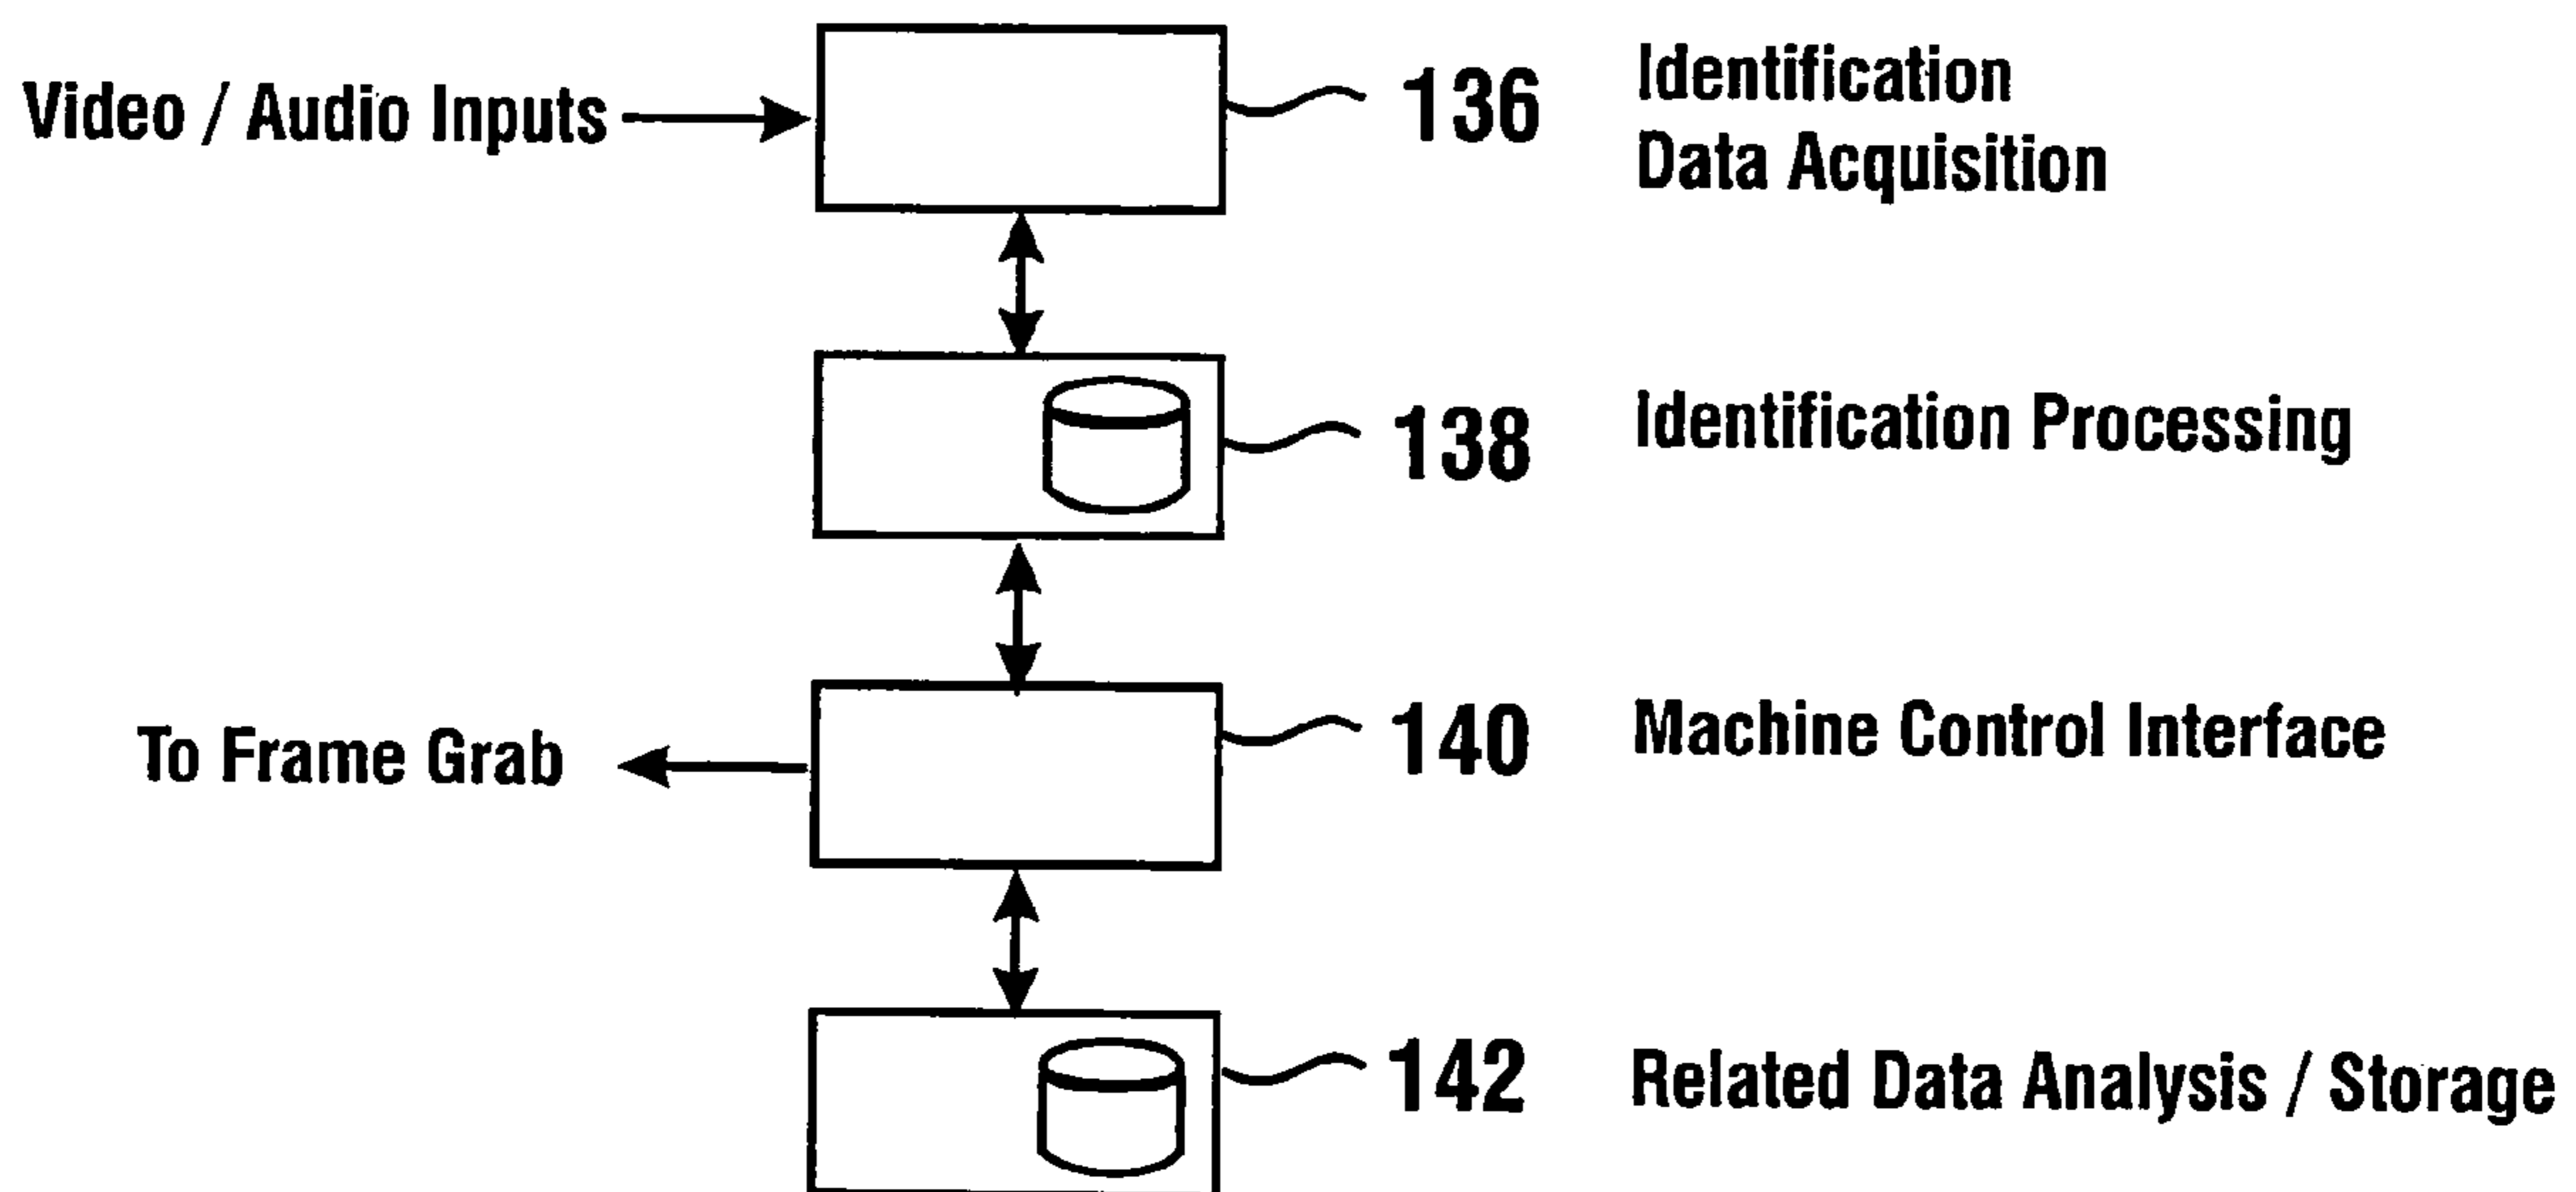 Video / Audio Inputs
136
Identification
Data Acquisition
138
Identification Processing
To Frame Grab
140
Machine Control Interface
142
Related Data Analysis / Storage